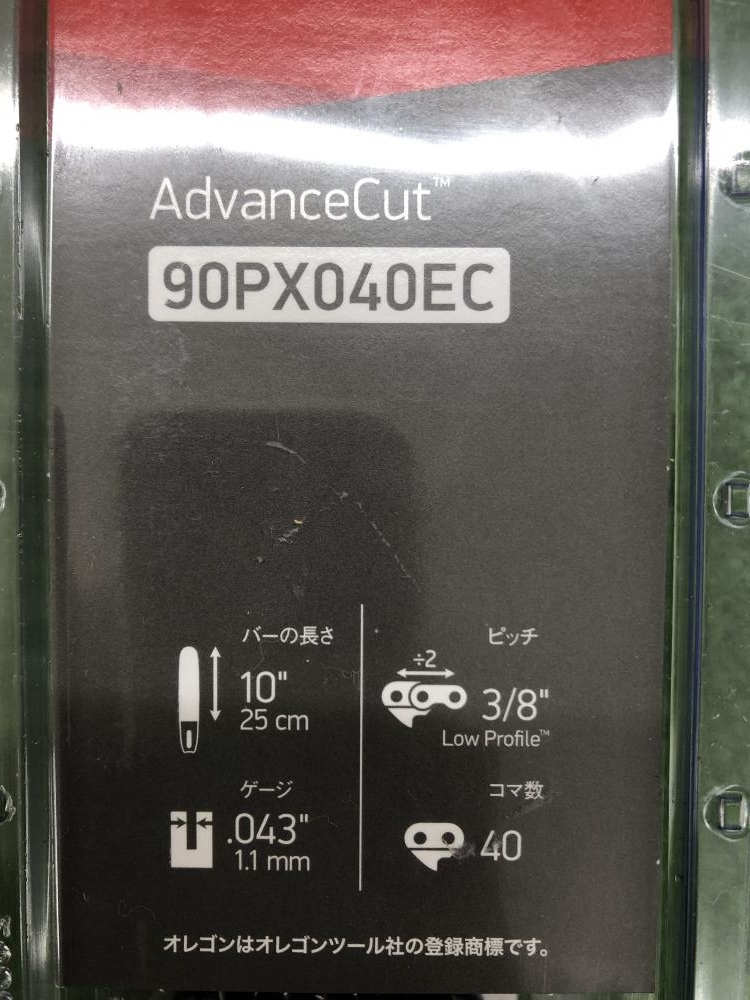 AdvanceCut™
90PX040EC
バーの長さ
10"
25 cm
ピッチ
÷2
3/8"
Low Profile™
ゲージ
.043"
1.1 mm
コマ数
40
オレゴンはオレゴンツール社の登録商標です。